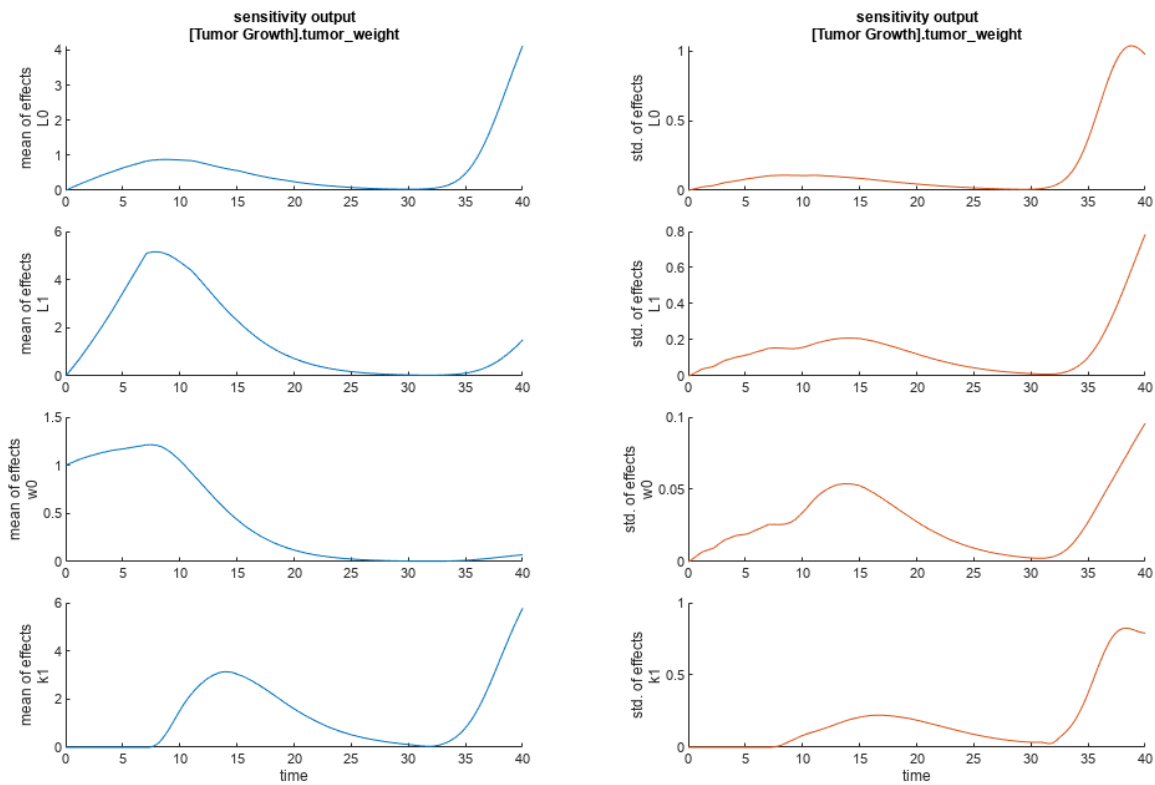 sensitivity output
[Tumor Growth].tumor_weight
mean of effects
L0
4
3
2
1
0
0 5 10 15 20 25 30 35 40
mean of effects
L1
6
4
2
0
0 5 10 15 20 25 30 35 40
mean of effects
w0
1.5
1
0.5
0
0 5 10 15 20 25 30 35 40
mean of effects
k1
6
4
2
0
0 5 10 15 20 25 30 35 40
time
sensitivity output
[Tumor Growth].tumor_weight
std. of effects
L0
1
0.5
0
0 5 10 15 20 25 30 35 40
std. of effects
L1
0.8
0.6
0.4
0.2
0
0 5 10 15 20 25 30 35 40
std. of effects
w0
0.1
0.05
0
0 5 10 15 20 25 30 35 40
std. of effects
k1
1
0.5
0
0 5 10 15 20 25 30 35 40
time